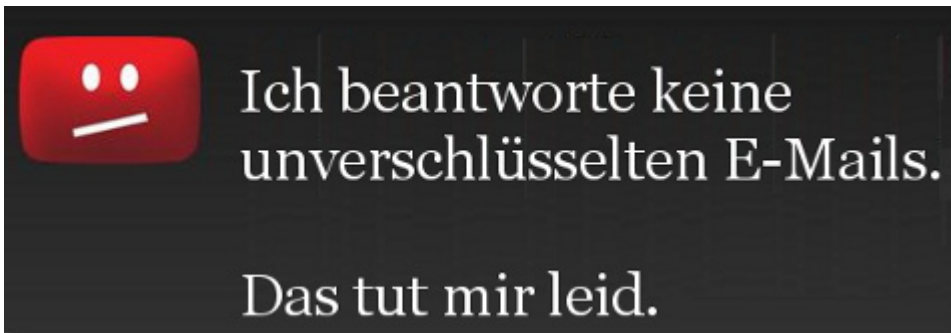 Ich beantworte keine
unverschlüsselten E-Mails.
Das tut mir leid.